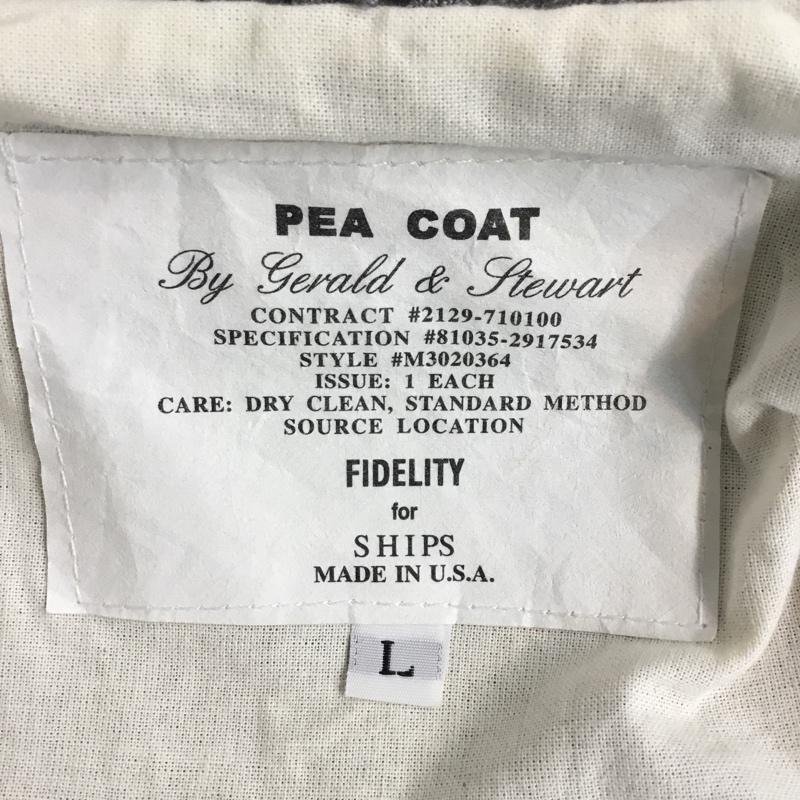 PEA COAT
By Gerald & Stewart
CONTRACT #2129-710100
SPECIFICATION #81035-2917534
STYLE #M3020364
ISSUE: 1 EACH
CARE: DRY CLEAN, STANDARD METHOD
SOURCE LOCATION
FIDELITY
for
SHIPS
MADE IN U.S.A.
L